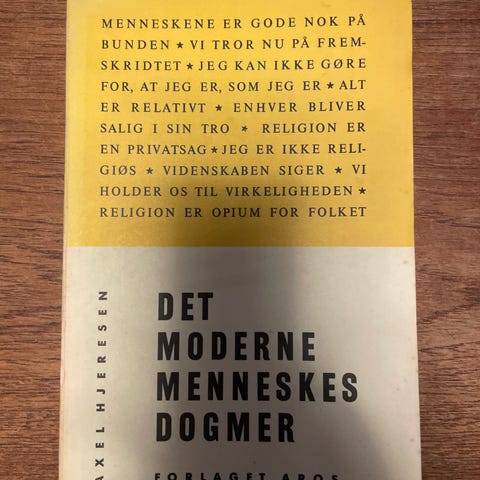 MENNESKENE ER GODE NOK PÅ
BUNDEN ★ VI TROR NU PÅ FREM-
SKRIDTET ★ JEG KAN IKKE GØRE
FOR, AT JEG ER, SOM JEG ER ★ ALT
ER RELATIVT ★ ENHVER BLIVER
SALIG I SIN TRO ★ RELIGION ER
EN PRIVATSAG ★ JEG ER IKKE RELI-
GIØS ★ VIDENSKABEN SIGER ★ VI
HOLDER OS TIL VIRKELIGHEDEN ★
RELIGION ER OPIUM FOR FOLKET
AXEL HJERESEN
DET
MODERNE
MENNESKES
DOGMER
FORLAGET AROS